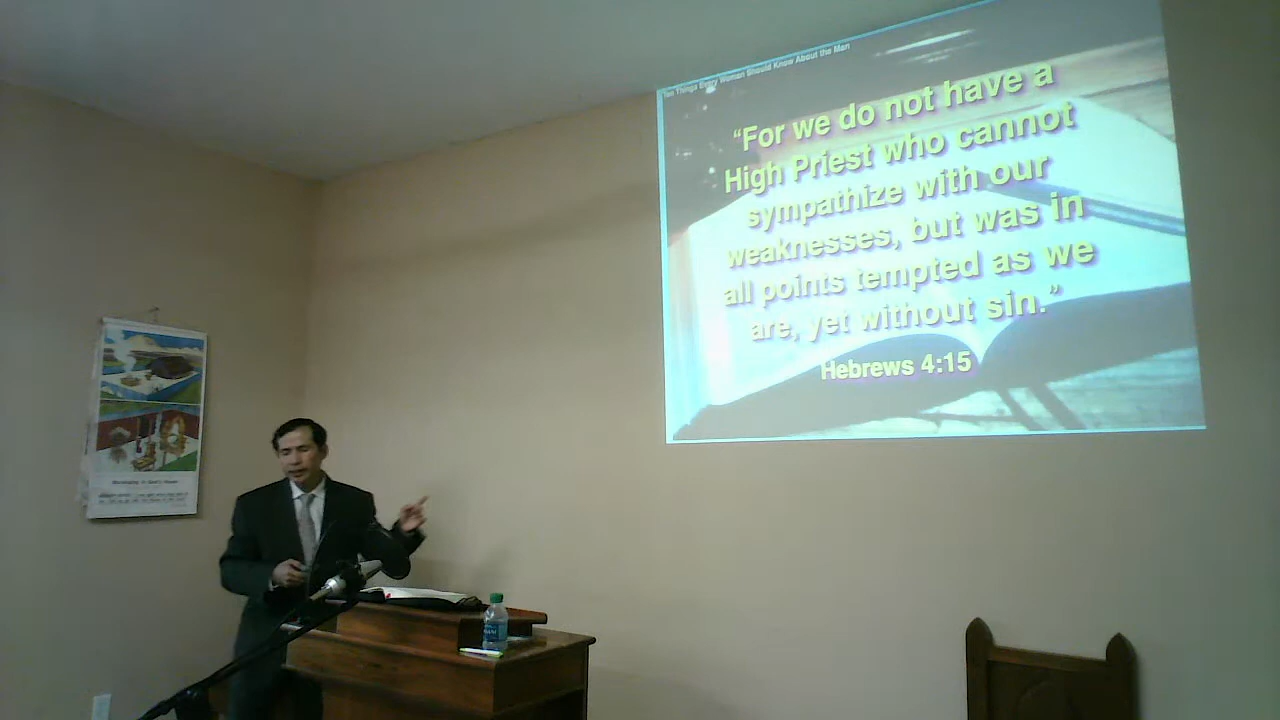 Ten Things Every Woman Should Know About the Man
“For we do not have a
High Priest who cannot
sympathize with our
weaknesses, but was in
all points tempted as we
are, yet without sin.”
Hebrews 4:15